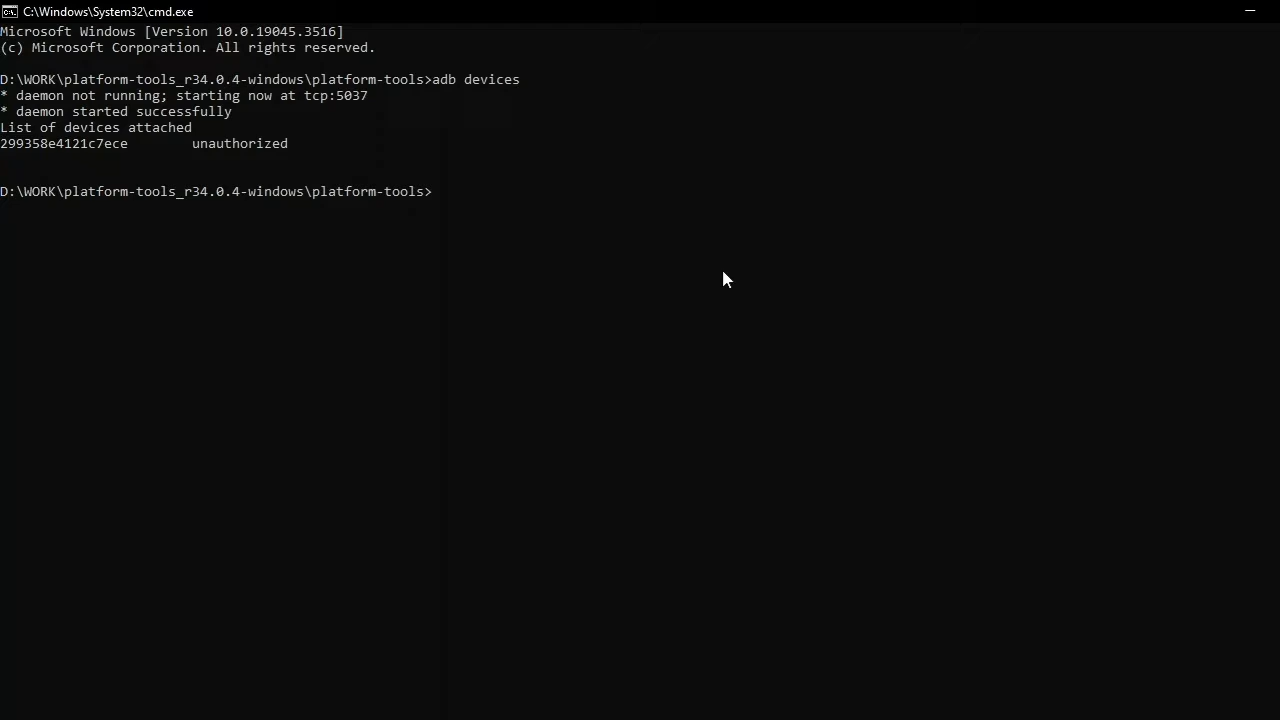 C:\Windows\System32\cmd.exe
Microsoft Windows [Version 10.0.19045.3516]
(c) Microsoft Corporation. All rights reserved.
D:\WORK\platform-tools_r34.0.4-windows\platform-tools>adb devices
* daemon not running; starting now at tcp:5037
* daemon started successfully
List of devices attached
299358e4121c7ece        unauthorized
D:\WORK\platform-tools_r34.0.4-windows\platform-tools>